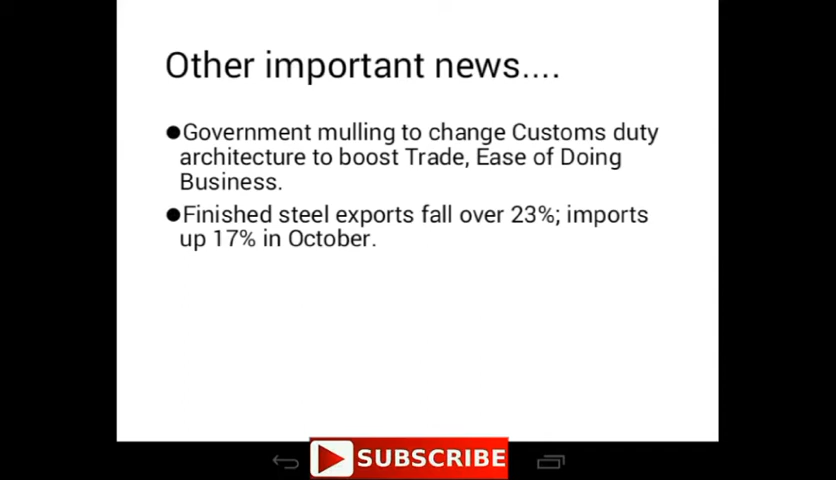 Other important news....
●Government mulling to change Customs duty
architecture to boost Trade, Ease of Doing
Business.
●Finished steel exports fall over 23%; imports
up 17% in October.
SUBSCRIBE